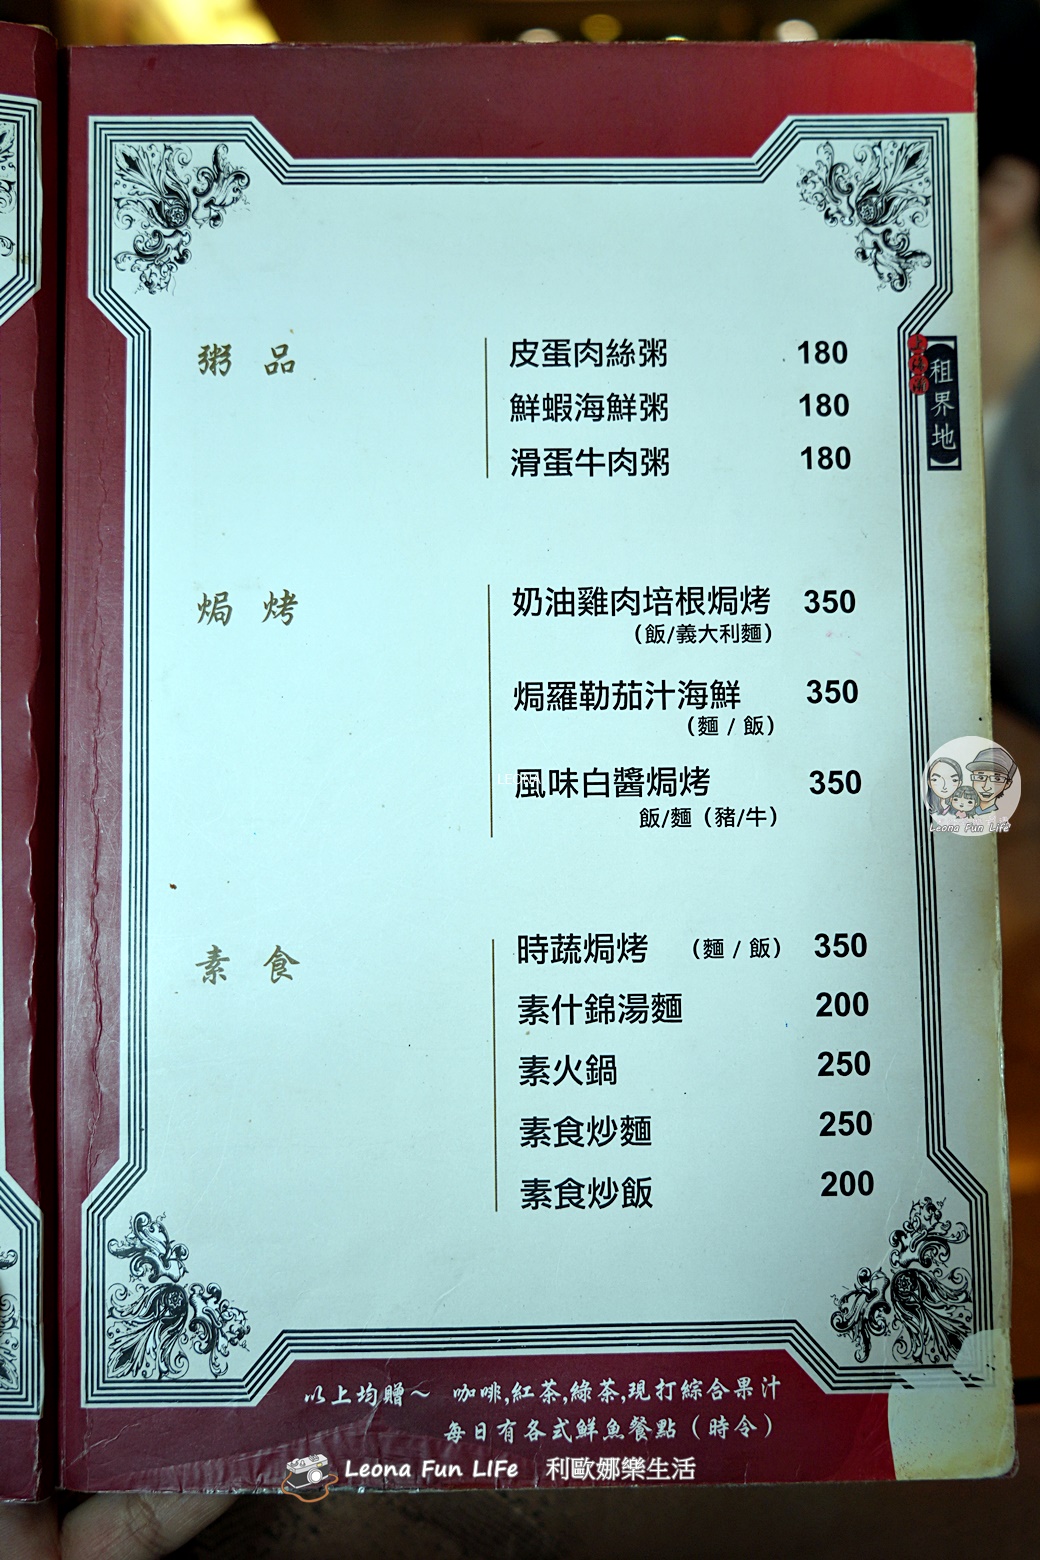 粥品
皮蛋肉絲粥 180
鮮蝦海鮮粥 180
滑蛋牛肉粥 180
租界地
焗烤
奶油雞肉培根焗烤 350
（飯/義大利麵）
焗羅勒茄汁海鮮 350
（麵 / 飯）
風味白醬焗烤 350
飯/麵（豬/牛）
LEONA
Leona Fun Life
素食
時蔬焗烤 （麵 / 飯） 350
素什錦湯麵 200
素火鍋 250
素食炒麵 250
素食炒飯 200
以上均贈～ 咖啡,紅茶,綠茶,現打綜合果汁
每日有各式鮮魚餐點（時令）
Leona Fun Life 利歐娜樂生活